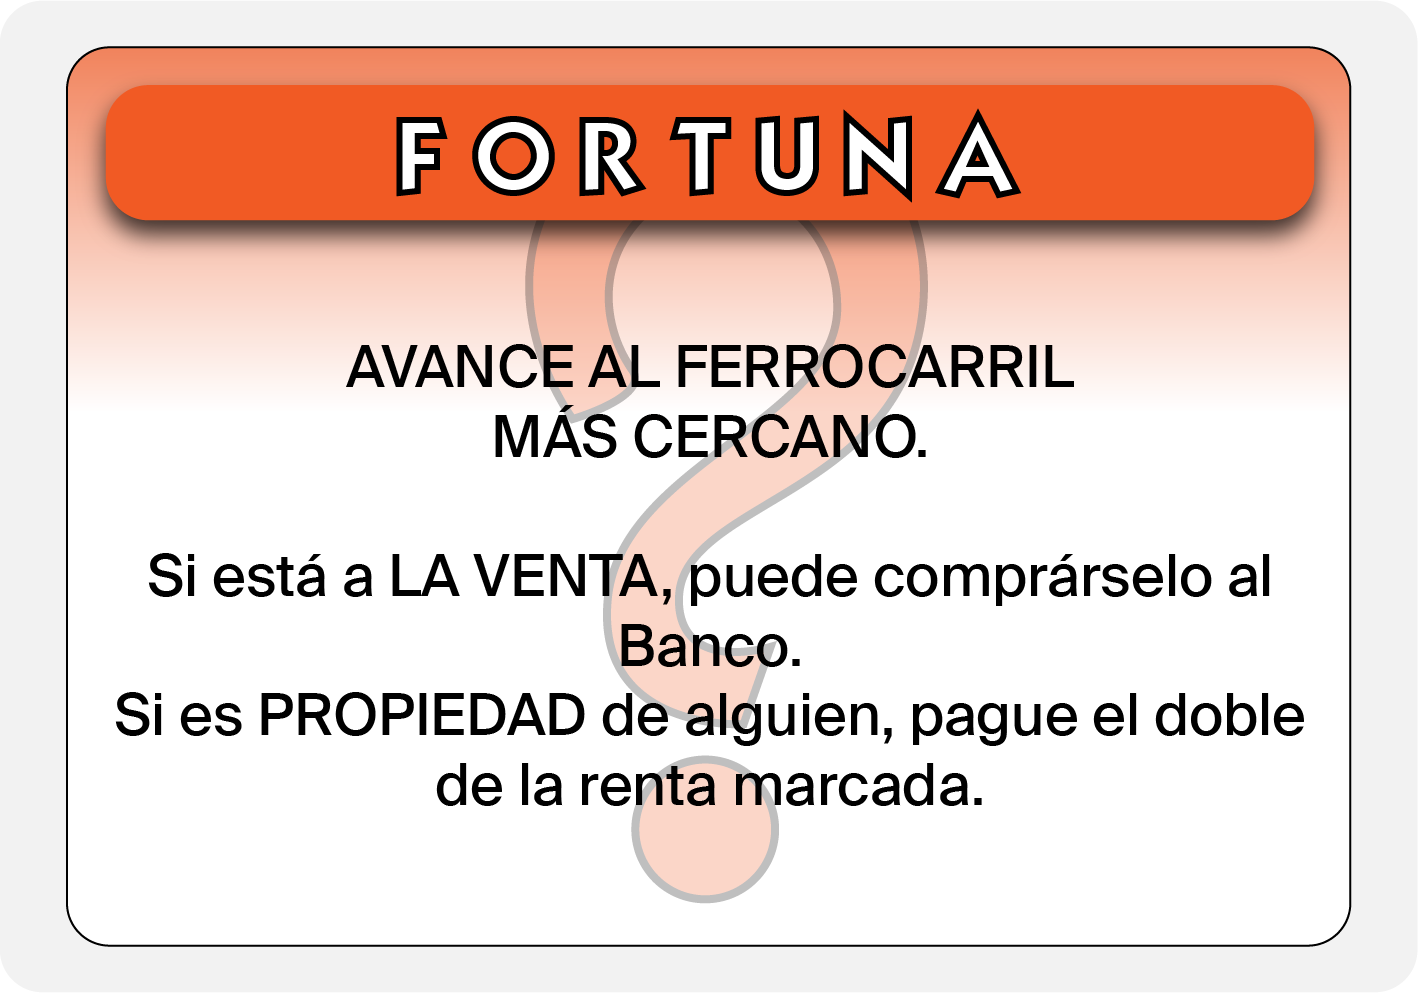 FORTUNA
AVANCE AL FERROCARRIL
MÁS CERCANO.
Si está a LA VENTA, puede comprárselo al
Banco.
Si es PROPIEDAD de alguien, pague el doble
de la renta marcada.